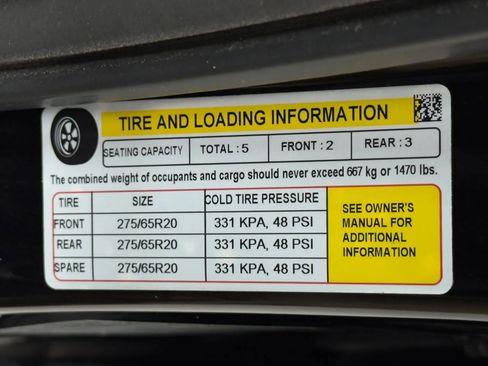 TIRE AND LOADING INFORMATION
SEATING CAPACITY TOTAL : 5 FRONT : 2 REAR : 3
The combined weight of occupants and cargo should never exceed 667 kg or 1470 lbs.
TIRE SIZE COLD TIRE PRESSURE
FRONT 275/65R20 331 KPA, 48 PSI
REAR 275/65R20 331 KPA, 48 PSI
SPARE 275/65R20 331 KPA, 48 PSI
SEE OWNER'S
MANUAL FOR
ADDITIONAL
INFORMATION